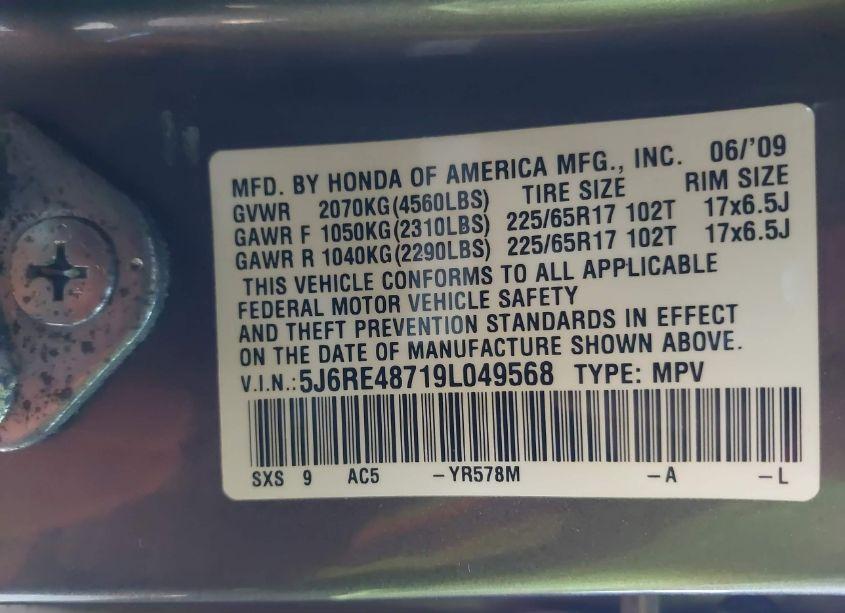 MFD. BY HONDA OF AMERICA MFG., INC. 06/'09
GVWR 2070KG(4560LBS) TIRE SIZE RIM SIZE
GAWR F 1050KG(2310LBS) 225/65R17 102T 17x6.5J
GAWR R 1040KG(2290LBS) 225/65R17 102T 17x6.5J
THIS VEHICLE CONFORMS TO ALL APPLICABLE
FEDERAL MOTOR VEHICLE SAFETY
AND THEFT PREVENTION STANDARDS IN EFFECT
ON THE DATE OF MANUFACTURE SHOWN ABOVE.
V.I.N.:5J6RE48719L049568 TYPE: MPV
SXS 9 AC5 -YR578M -A -L